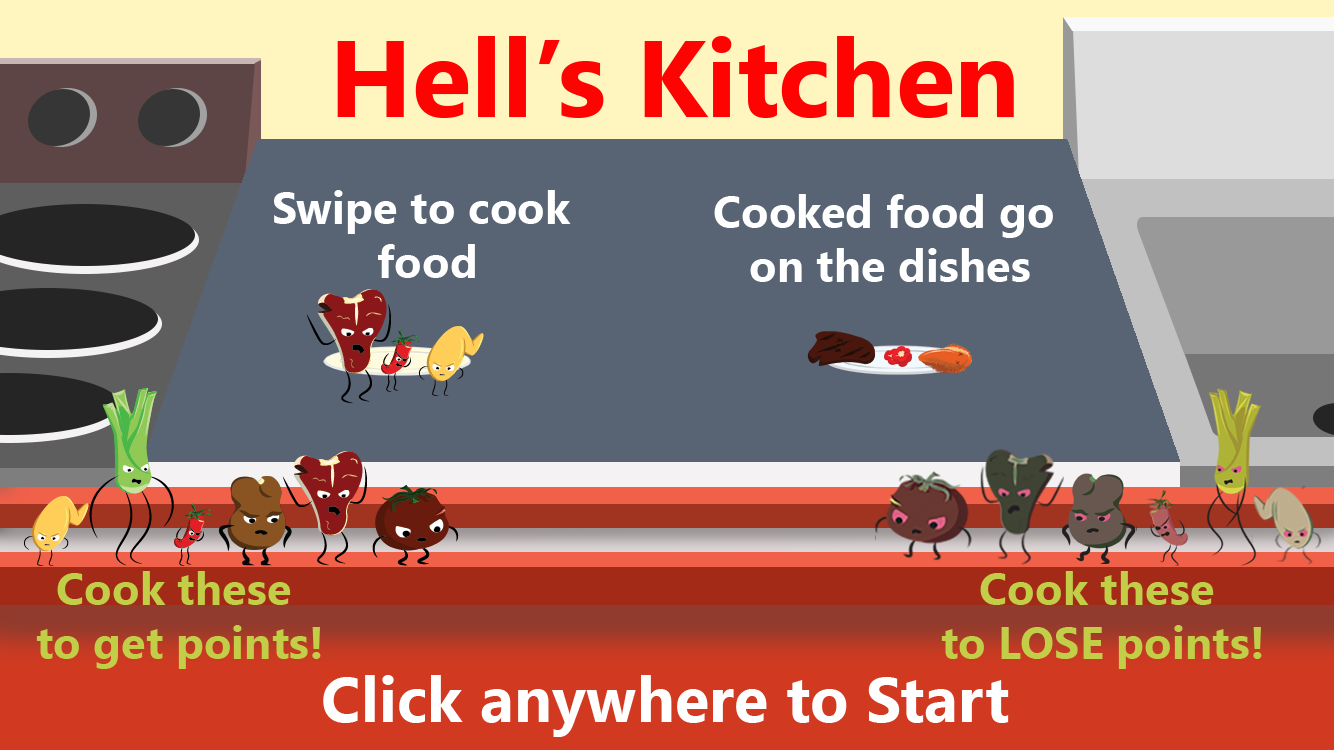 Hell’s Kitchen
Swipe to cook
food
Cooked food go
on the dishes
Cook these
to get points!
Cook these
to LOSE points!
Click anywhere to Start